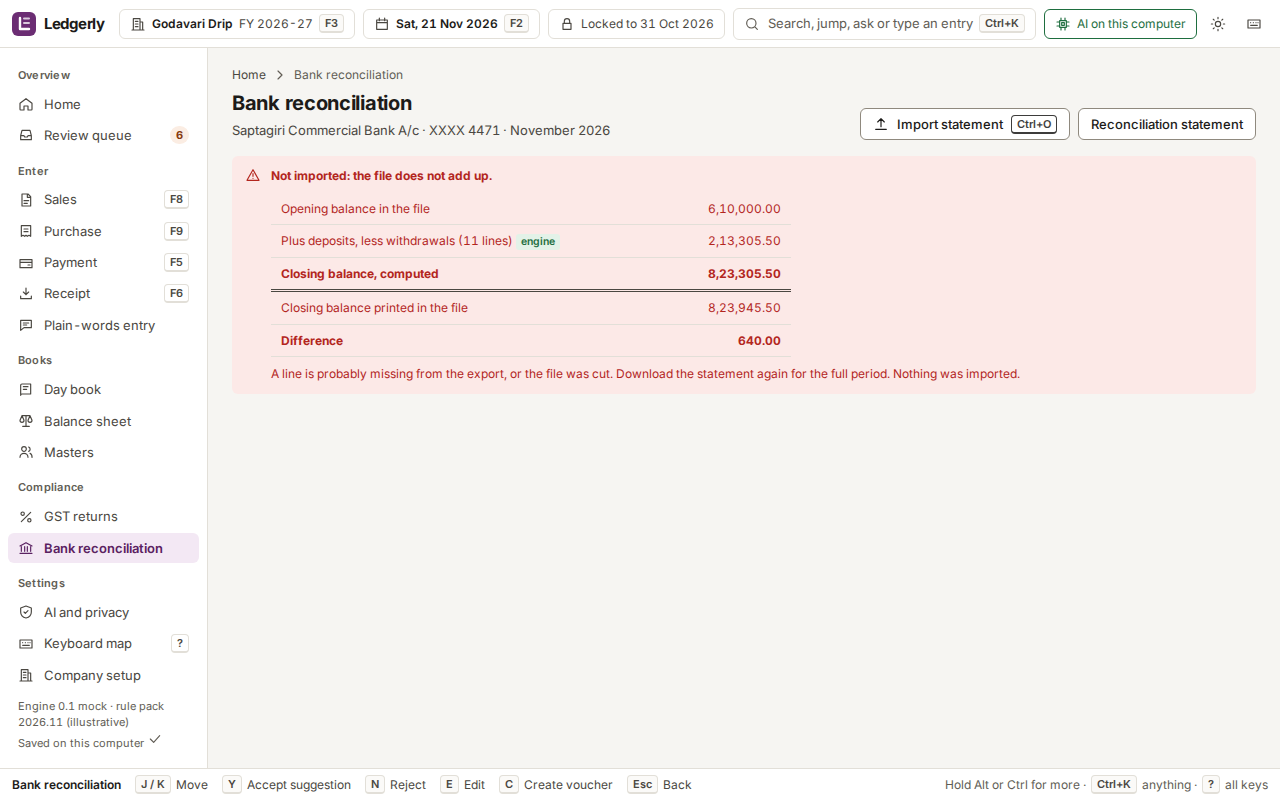 Ledgerly
Godavari Drip FY 2026-27 F3
Sat, 21 Nov 2026 F2
Locked to 31 Oct 2026
Search, jump, ask or type an entry Ctrl+K
AI on this computer
Overview
Home
Review queue 6
Enter
Sales F8
Purchase F9
Payment F5
Receipt F6
Plain-words entry
Books
Day book
Balance sheet
Masters
Compliance
GST returns
Bank reconciliation
Settings
AI and privacy
Keyboard map ?
Company setup
Engine 0.1 mock · rule pack
2026.11 (illustrative)
Saved on this computer
Home > Bank reconciliation
Bank reconciliation
Saptagiri Commercial Bank A/c · XXXX 4471 · November 2026
Import statement Ctrl+O
Reconciliation statement
Not imported: the file does not add up.
Opening balance in the file 6,10,000.00
Plus deposits, less withdrawals (11 lines) engine 2,13,305.50
Closing balance, computed 8,23,305.50
Closing balance printed in the file 8,23,945.50
Difference 640.00
A line is probably missing from the export, or the file was cut. Download the statement again for the full period. Nothing was imported.
Bank reconciliation J / K Move Y Accept suggestion N Reject E Edit C Create voucher Esc Back
Hold Alt or Ctrl for more · Ctrl+K anything · ? all keys